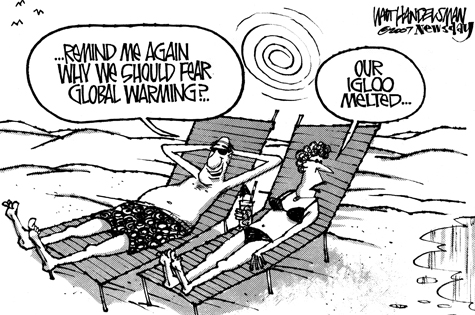 ...REMIND ME AGAIN
WHY WE SHOULD FEAR
GLOBAL WARMING?...
OUR
IGLOO
MELTED...
WALT HANDELSMAN
©2007 Newsday